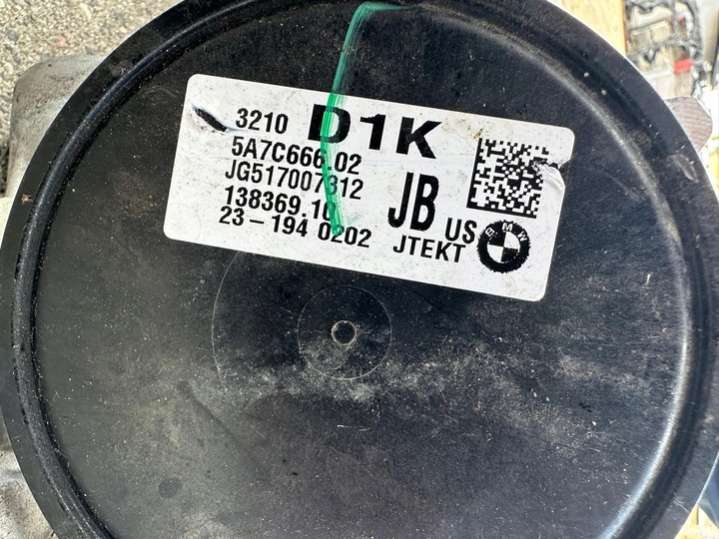 3210 D1K
5A7C666.02
JG517007312
138369.10
23-194 0202
JB US
JTEKT
BMW